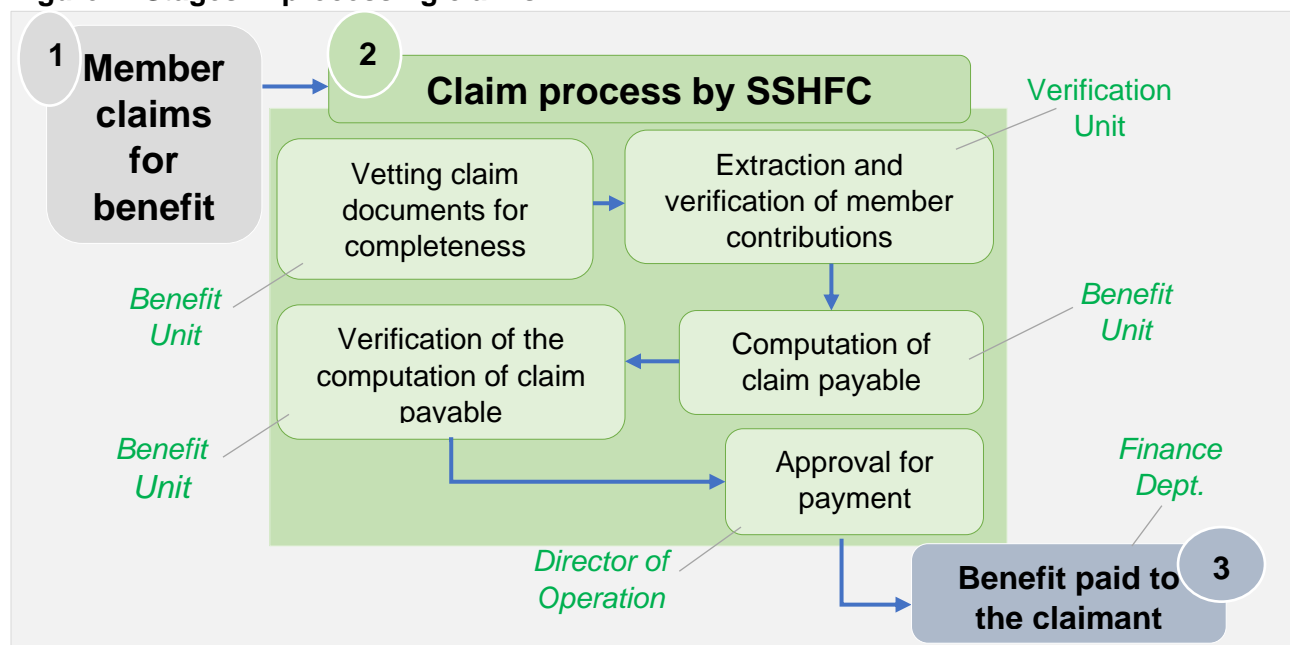 1
Member
claims
for
benefit
2
Claim process by SSHFC
Verification
Unit
Vetting claim
documents for
completeness
Extraction and
verification of member
contributions
Benefit
Unit
Verification of the
computation of claim
payable
Computation of
claim payable
Benefit
Unit
Benefit
Unit
Approval for
payment
Finance
Dept.
Director of
Operation
Benefit paid to
the claimant
3